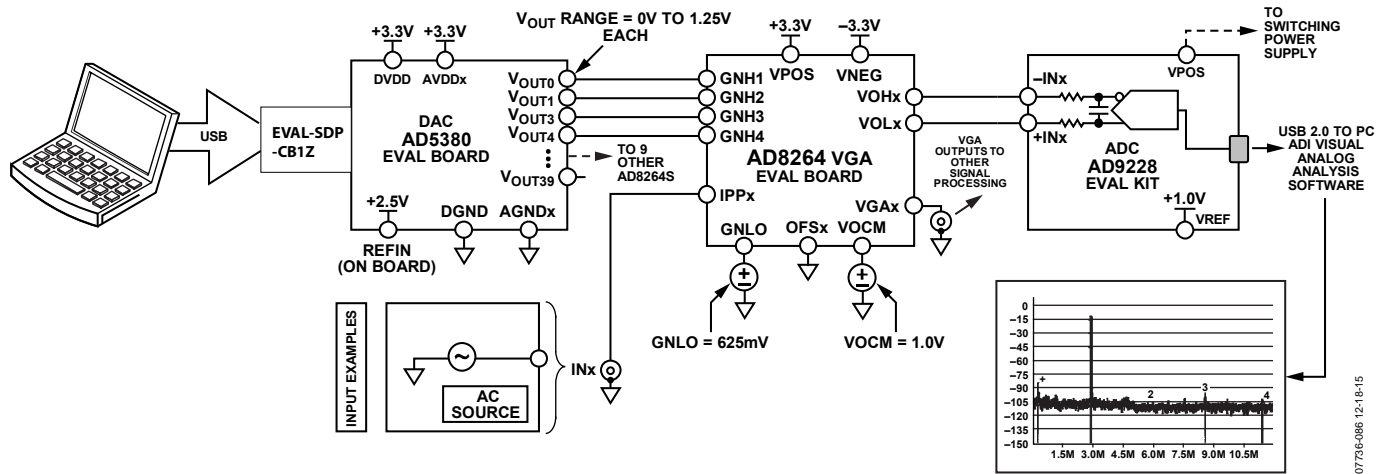 V_OUT RANGE = 0V TO 1.25V
EACH
+3.3V
+3.3V
DVDD
AVDDx
USB
EVAL-SDP
-CB1Z
DAC
AD5380
EVAL BOARD
V_OUT0
V_OUT1
V_OUT3
V_OUT4
V_OUT39
TO 9
OTHER
AD8264S
+2.5V
REFIN
(ON BOARD)
DGND
AGNDx
+3.3V
–3.3V
VPOS
VNEG
GNH1
GNH2
GNH3
GNH4
IPPx
AD8264 VGA
EVAL BOARD
VOHx
VOLx
VGAx
GNLO
OFSx
VOCM
+
–
+
–
GNLO = 625mV
VOCM = 1.0V
VGA
OUTPUTS TO
OTHER
SIGNAL
PROCESSING
TO
SWITCHING
POWER
SUPPLY
VPOS
–INx
+INx
ADC
AD9228
EVAL KIT
+1.0V
VREF
USB 2.0 TO PC
ADI VISUAL
ANALOG
ANALYSIS
SOFTWARE
INPUT EXAMPLES
AC
SOURCE
INx
0
–15
–30
–45
–60
–75
–90
–105
–120
–135
–150
+
2
3
4
1.5M 3.0M 4.5M 6.0M 7.5M 9.0M 10.5M
07736-086 12-18-15